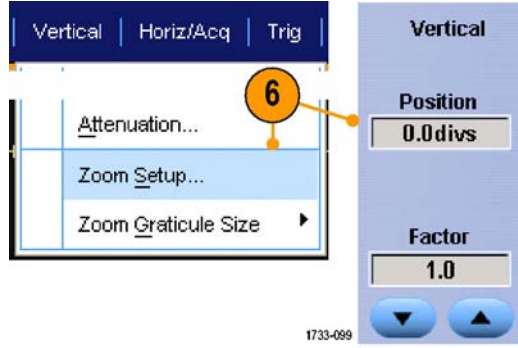 Vertical Horiz/Acq Trig
6
Attenuation...
Zoom Setup...
Zoom Graticule Size
Vertical
Position
0.0divs
Factor
1.0
1733-099